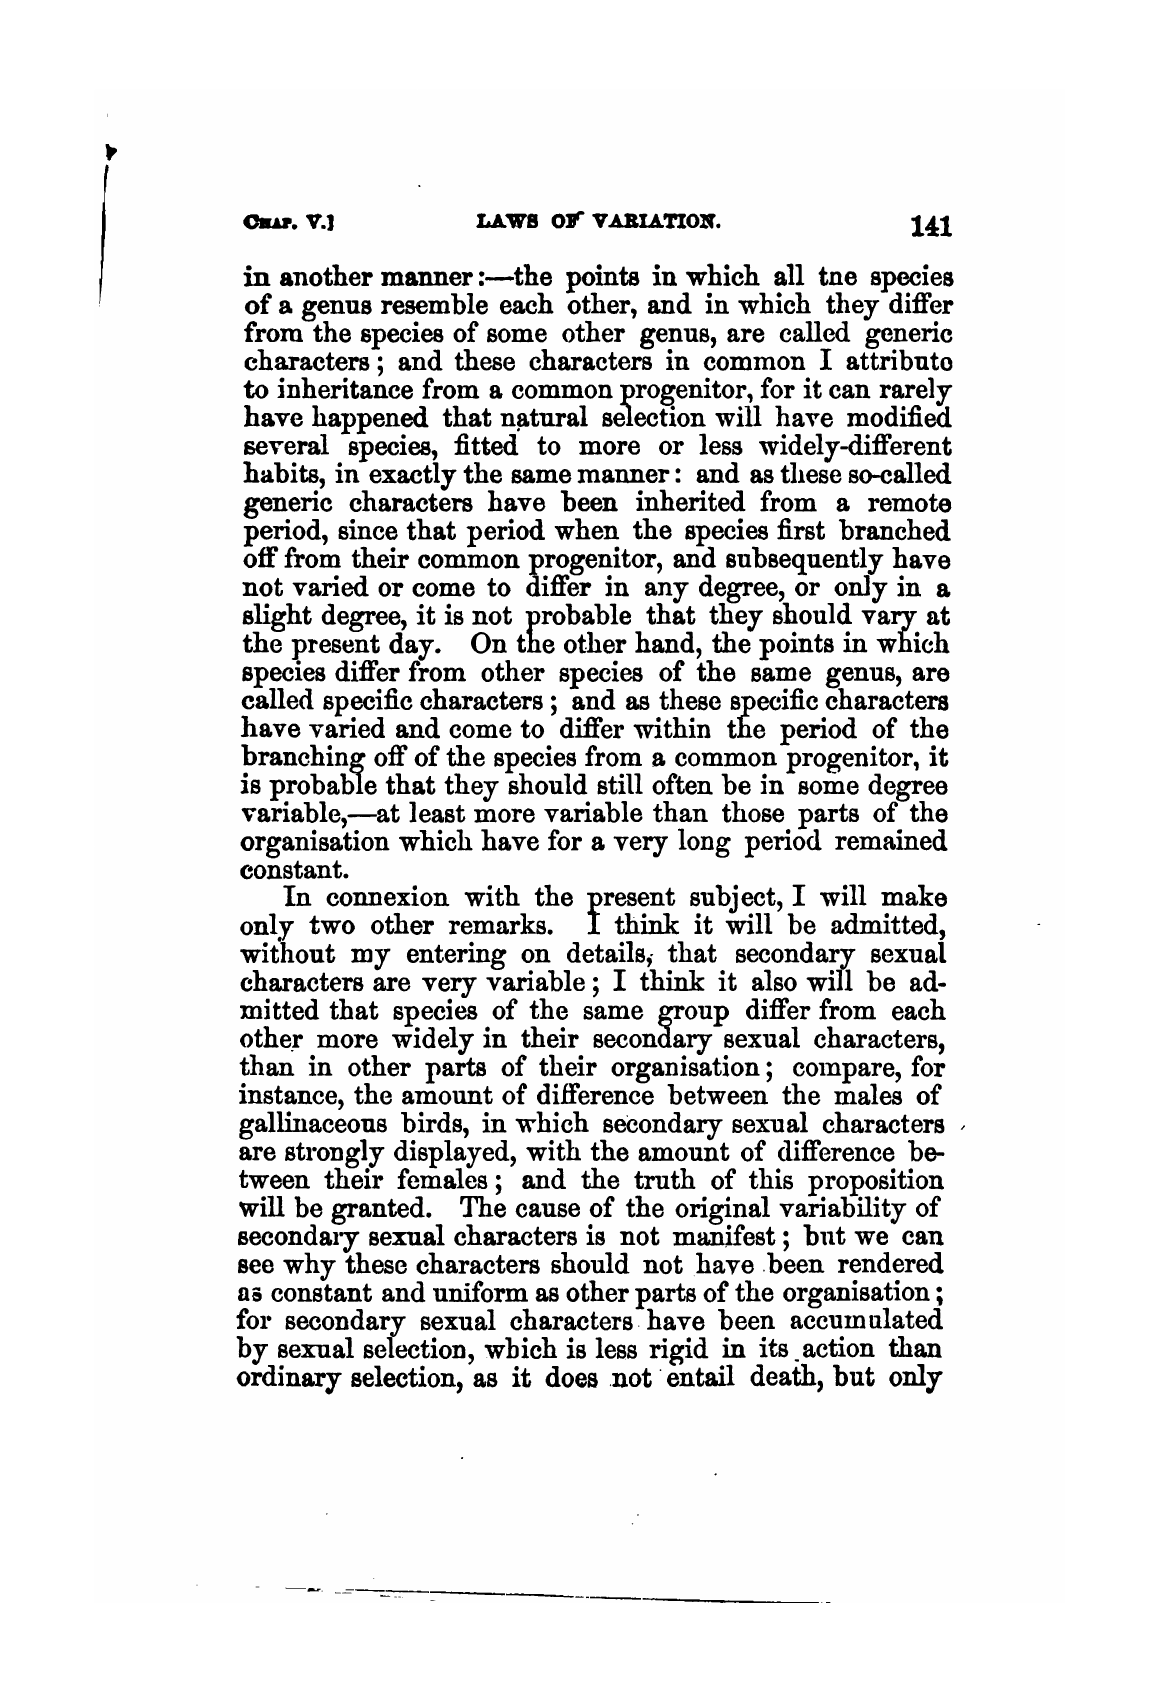 CHAP. V.] LAWS OF VARIATION. 141
in another manner:—the points in which all tne species
of a genus resemble each other, and in which they differ
from the species of some other genus, are called generic
characters; and these characters in common I attribute
to inheritance from a common progenitor, for it can rarely
have happened that natural selection will have modified
several species, fitted to more or less widely-different
habits, in exactly the same manner: and as these so-called
generic characters have been inherited from a remote
period, since that period when the species first branched
off from their common progenitor, and subsequently have
not varied or come to differ in any degree, or only in a
slight degree, it is not probable that they should vary at
the present day. On the other hand, the points in which
species differ from other species of the same genus, are
called specific characters; and as these specific characters
have varied and come to differ within the period of the
branching off of the species from a common progenitor, it
is probable that they should still often be in some degree
variable,—at least more variable than those parts of the
organisation which have for a very long period remained
constant.
In connexion with the present subject, I will make
only two other remarks. I think it will be admitted,
without my entering on details, that secondary sexual
characters are very variable; I think it also will be ad-
mitted that species of the same group differ from each
other more widely in their secondary sexual characters,
than in other parts of their organisation; compare, for
instance, the amount of difference between the males of
gallinaceous birds, in which secondary sexual characters
are strongly displayed, with the amount of difference be-
tween their females; and the truth of this proposition
will be granted. The cause of the original variability of
secondary sexual characters is not manifest; but we can
see why these characters should not have been rendered
as constant and uniform as other parts of the organisation;
for secondary sexual characters have been accumulated
by sexual selection, which is less rigid in its action than
ordinary selection, as it does not entail death, but only